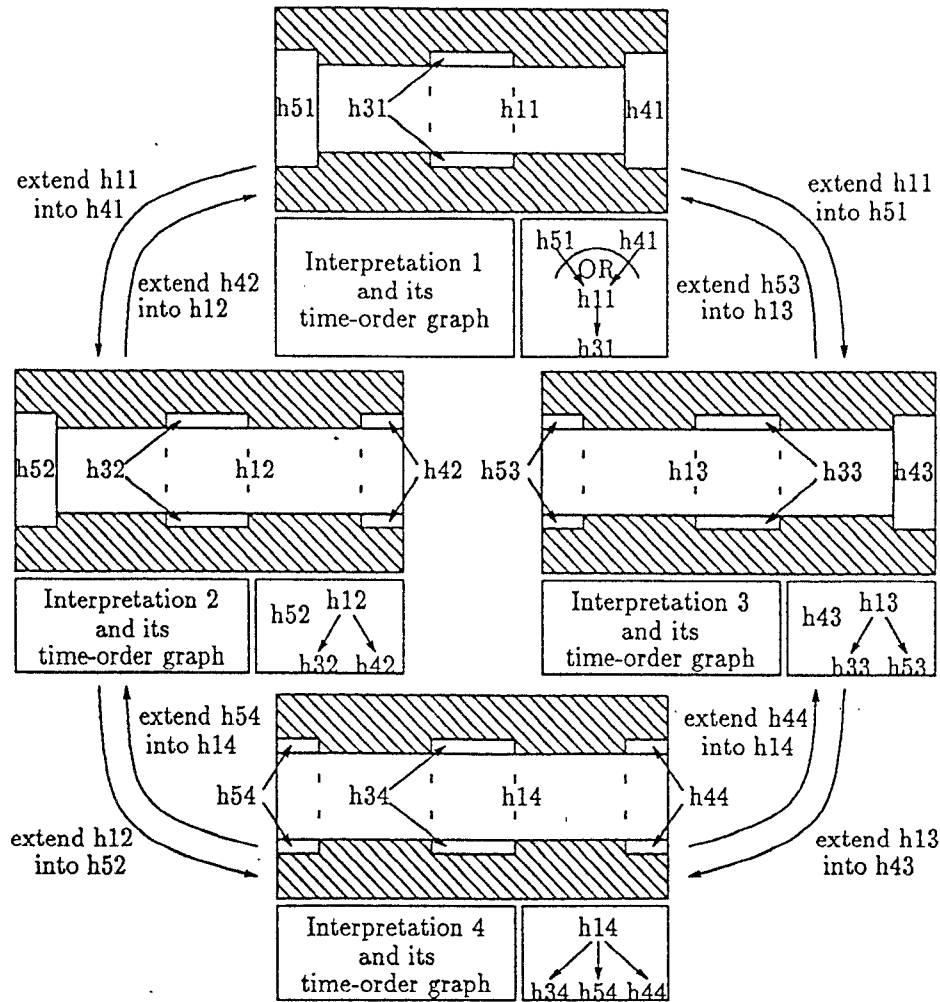 h51
h31
h11
h41
extend h11
into h41
extend h11
into h51
extend h42
into h12
Interpretation 1
and its
time-order graph
h51 h41
OR
h11
h31
extend h53
into h13
h52
h32
h12
h42
h53
h13
h33
h43
Interpretation 2
and its
time-order graph
h52 h12
h32 h42
Interpretation 3
and its
time-order graph
h43 h13
h33 h53
extend h54
into h14
extend h44
into h14
h54
h34
h14
h44
extend h12
into h52
extend h13
into h43
Interpretation 4
and its
time-order graph
h14
h34 h54 h44